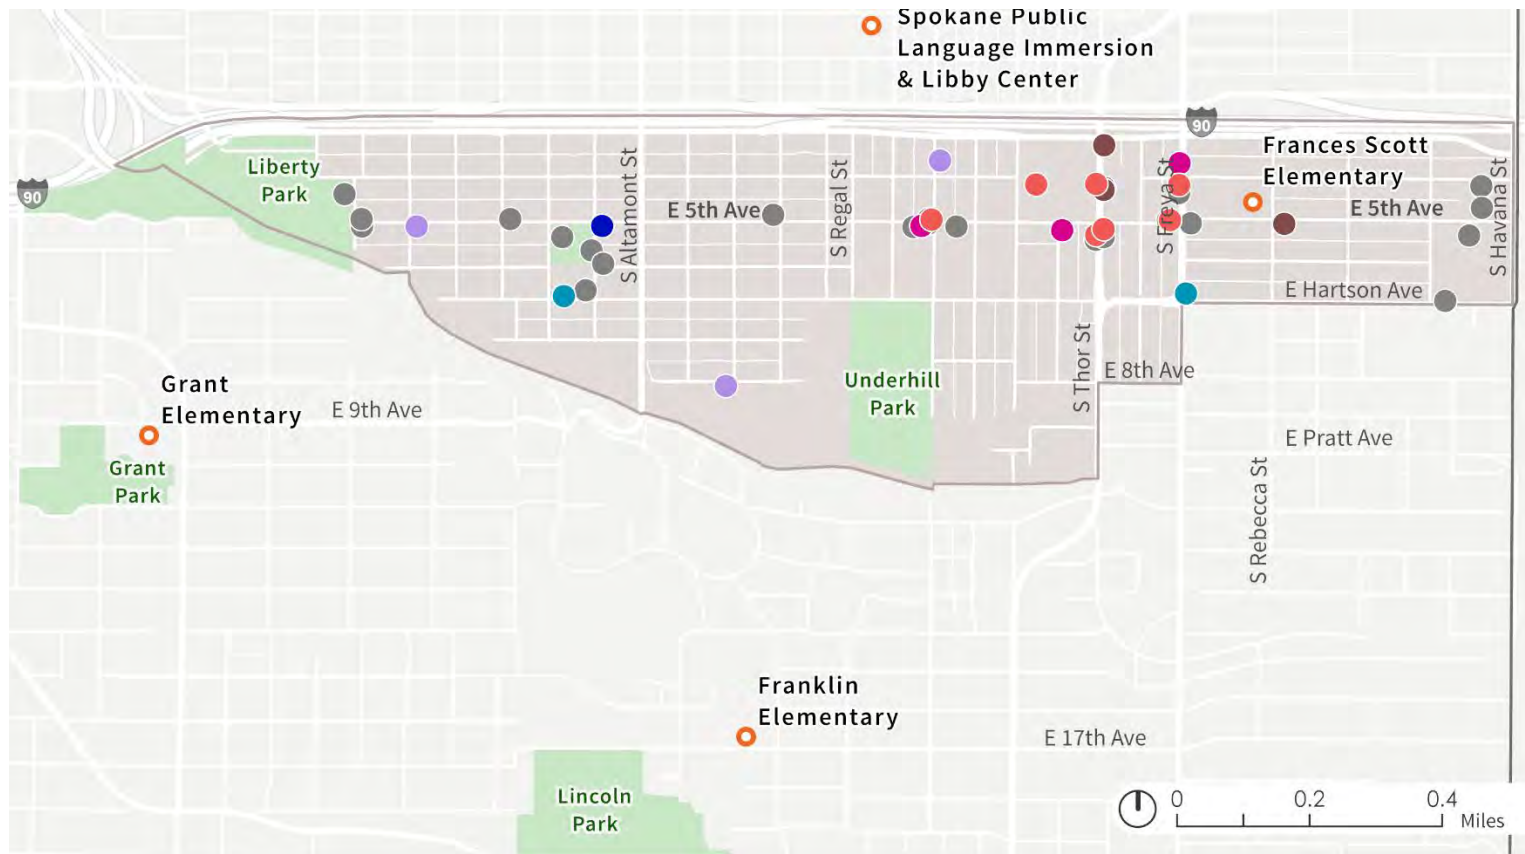 Spokane Public
Language Immersion
& Libby Center
90
Frances Scott
Elementary
Liberty
Park
90
S Altamont St
E 5th Ave
S Regal St
S Freya St
E 5th Ave
S Havana St
E Hartson Ave
S Thor St
E 8th Ave
Underhill
Park
Grant
Elementary
E 9th Ave
Grant
Park
E Pratt Ave
S Rebecca St
Franklin
Elementary
E 17th Ave
Lincoln
Park
0
0.2
0.4
Miles